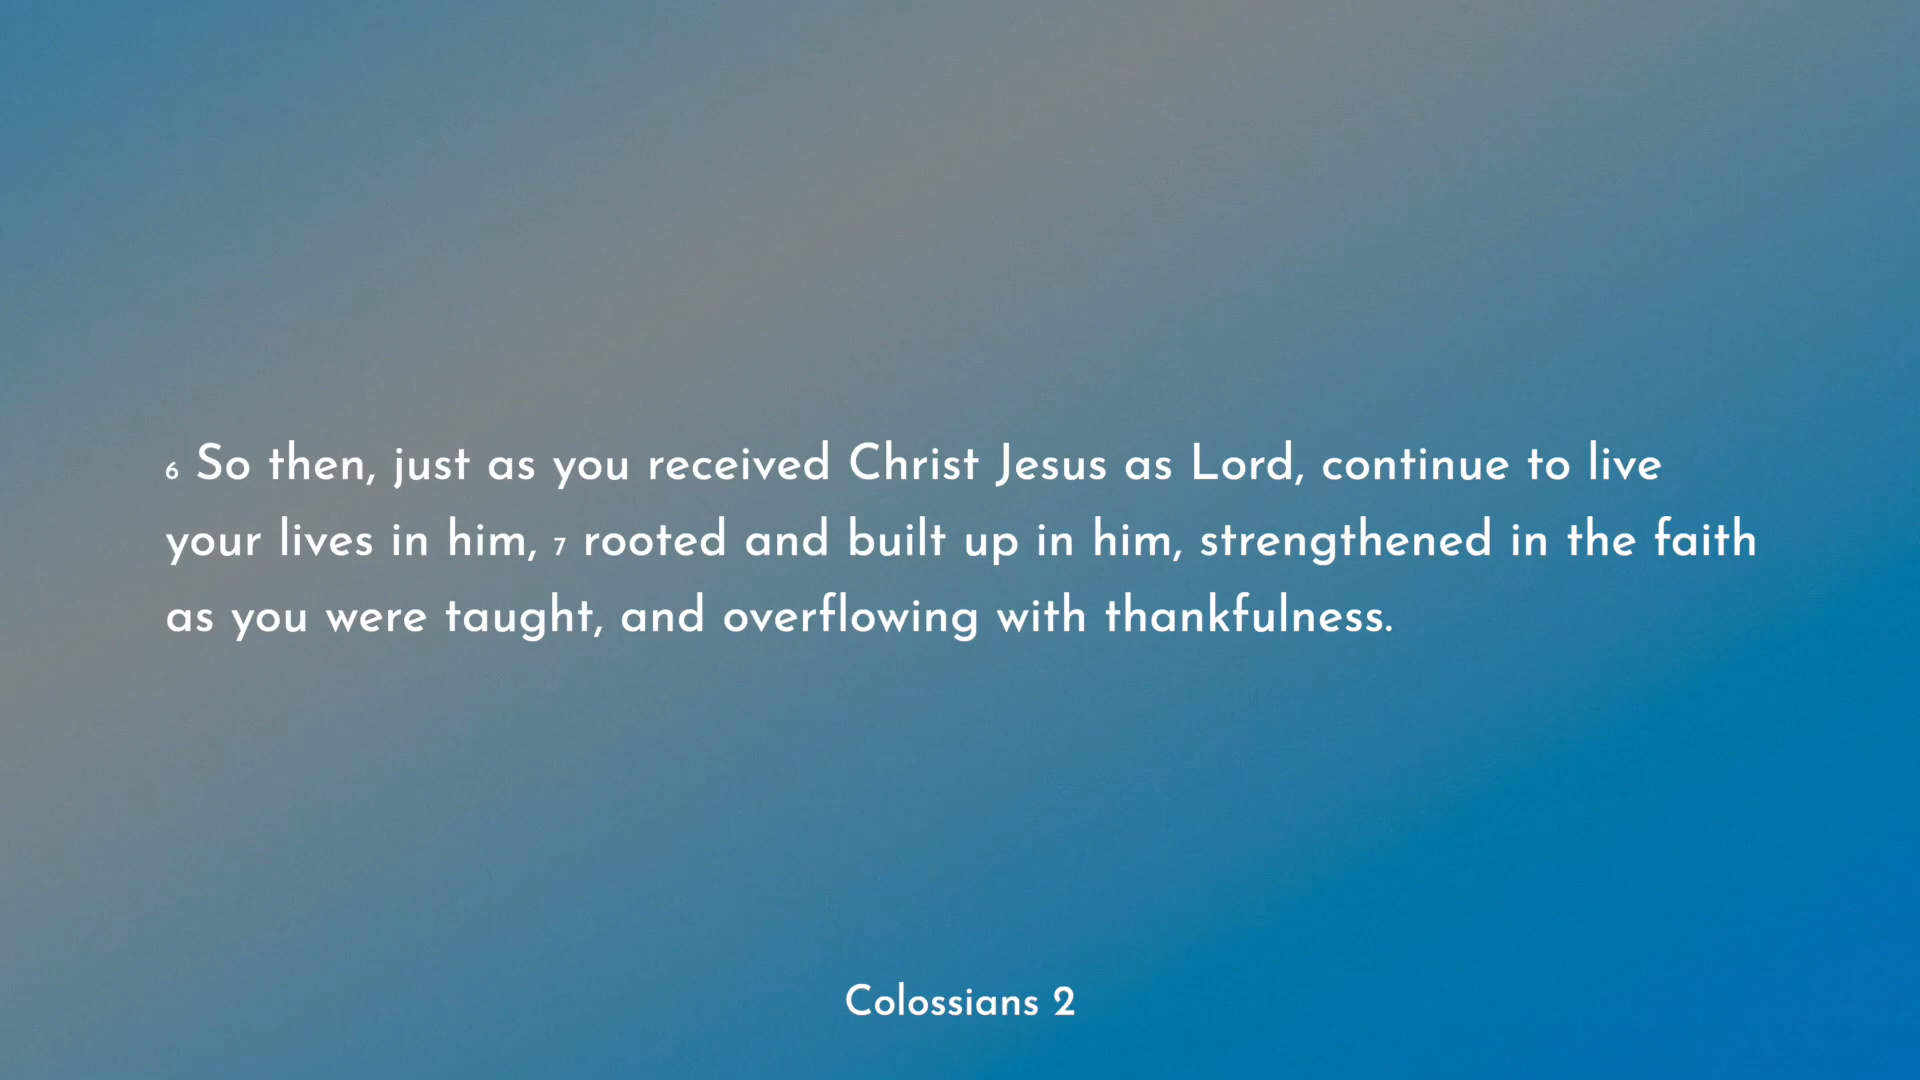 6 So then, just as you received Christ Jesus as Lord, continue to live
your lives in him, 7 rooted and built up in him, strengthened in the faith
as you were taught, and overflowing with thankfulness.
Colossians 2